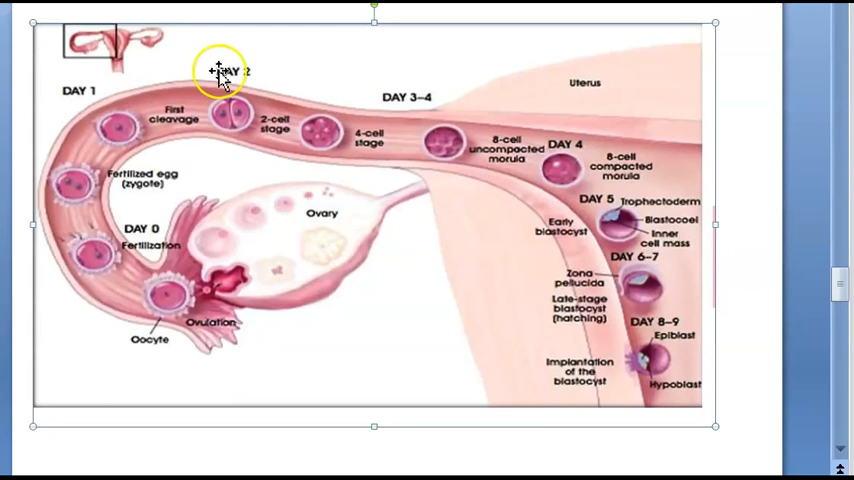 DAY 2
DAY 1
DAY 3–4
Uterus
First
cleavage
2-cell
stage
4-cell
stage
8-cell
uncompacted
morula
DAY 4
8-cell
compacted
morula
Fertilized egg
(zygote)
DAY 5
Trophectoderm
Blastocoel
Inner
cell mass
Early
blastocyst
Ovary
DAY 0
Fertilization
DAY 6–7
Zona
pellucida
Late-stage
blastocyst
(hatching)
DAY 8–9
Epiblast
Ovulation
Oocyte
Implantation
of the
blastocyst
Hypoblast